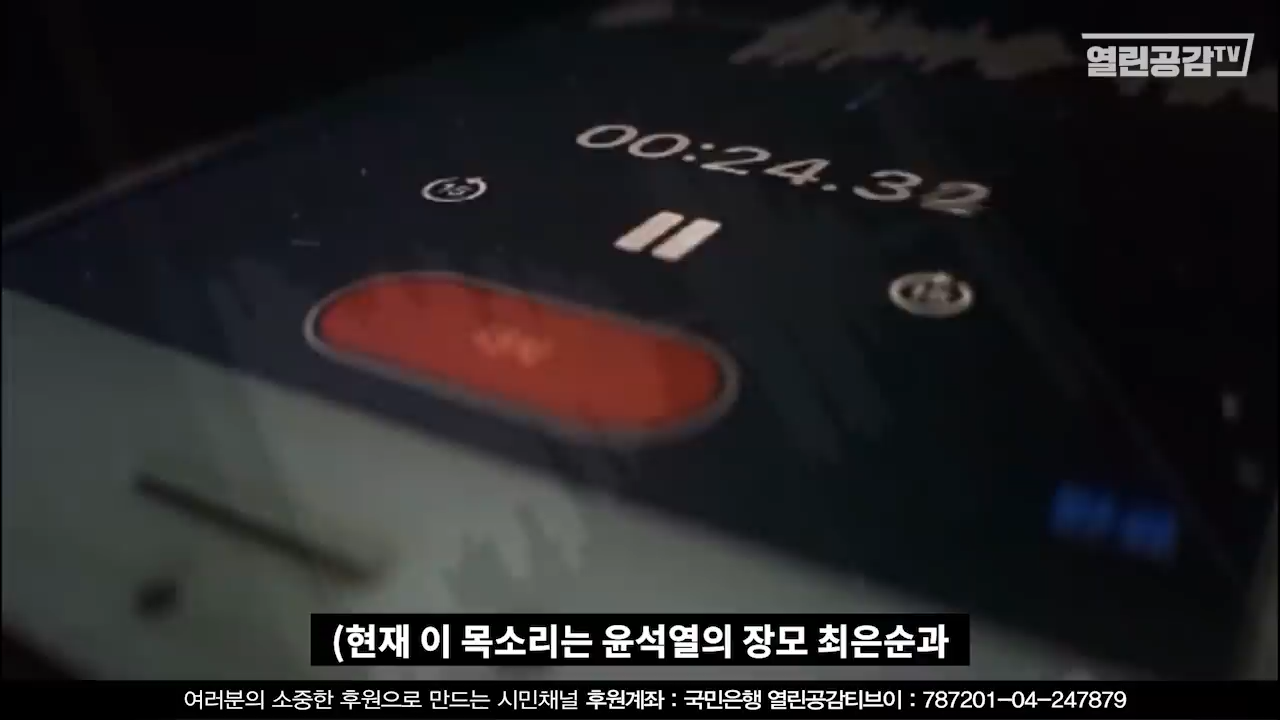 열린공감TV
00:24.32
15
15
(현재 이 목소리는 윤석열의 장모 최은순과
여러분의 소중한 후원으로 만드는 시민채널 후원계좌 : 국민은행 열린공감티브이 : 787201-04-247879